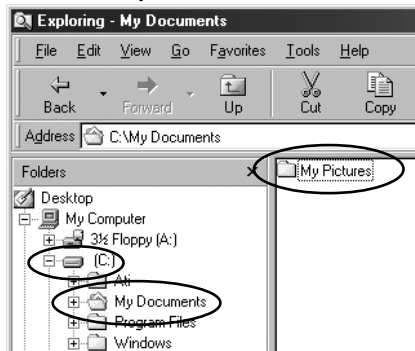 Exploring - My Documents
File Edit View Go Favorites Tools Help
Back Forward Up Cut Copy
Address C:\My Documents
Folders x
My Pictures
Desktop
My Computer
3½ Floppy (A:)
(C:)
Ati
My Documents
Program Files
Windows